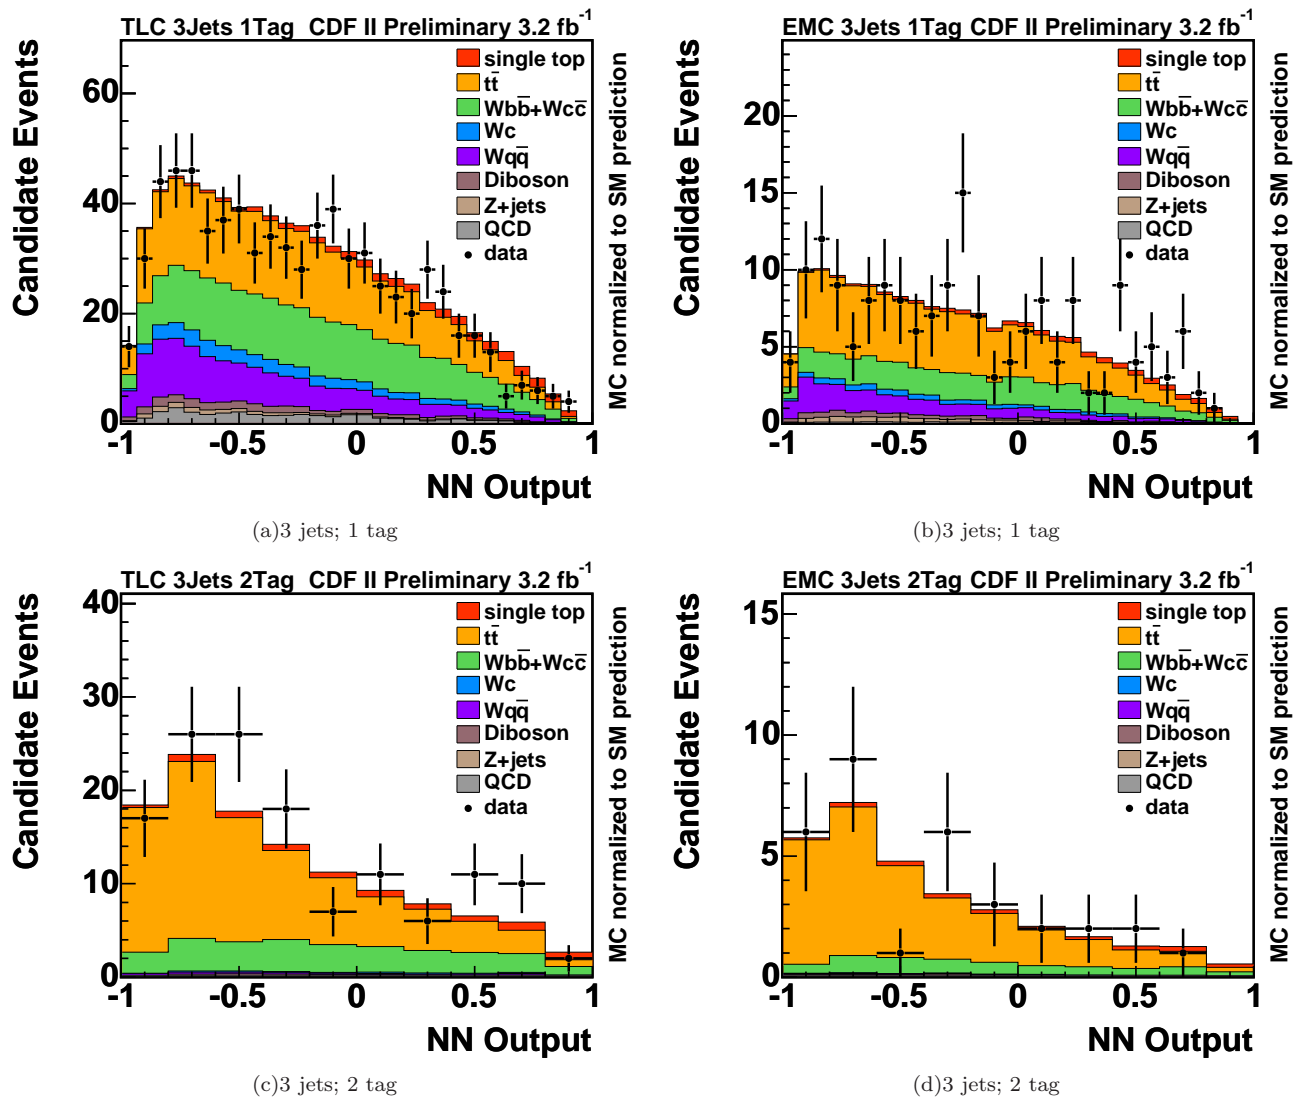 TLC 3Jets 1Tag CDF II Preliminary 3.2 fb⁻¹
Candidate Events
60
40
20
0
-1 -0.5 0 0.5 1
NN Output
MC normalized to SM prediction
single top
tt̄
Wbb̄+Wcc̄
Wc
Wqq̄
Diboson
Z+jets
QCD
data
(a)3 jets; 1 tag
EMC 3Jets 1Tag CDF II Preliminary 3.2 fb⁻¹
Candidate Events
20
15
10
5
0
-1 -0.5 0 0.5 1
NN Output
MC normalized to SM prediction
single top
tt̄
Wbb̄+Wcc̄
Wc
Wqq̄
Diboson
Z+jets
QCD
data
(b)3 jets; 1 tag
TLC 3Jets 2Tag CDF II Preliminary 3.2 fb⁻¹
Candidate Events
40
30
20
10
0
-1 -0.5 0 0.5 1
NN Output
MC normalized to SM prediction
single top
tt̄
Wbb̄+Wcc̄
Wc
Wqq̄
Diboson
Z+jets
QCD
data
(c)3 jets; 2 tag
EMC 3Jets 2Tag CDF II Preliminary 3.2 fb⁻¹
Candidate Events
15
10
5
0
-1 -0.5 0 0.5 1
NN Output
MC normalized to SM prediction
single top
tt̄
Wbb̄+Wcc̄
Wc
Wqq̄
Diboson
Z+jets
QCD
data
(d)3 jets; 2 tag